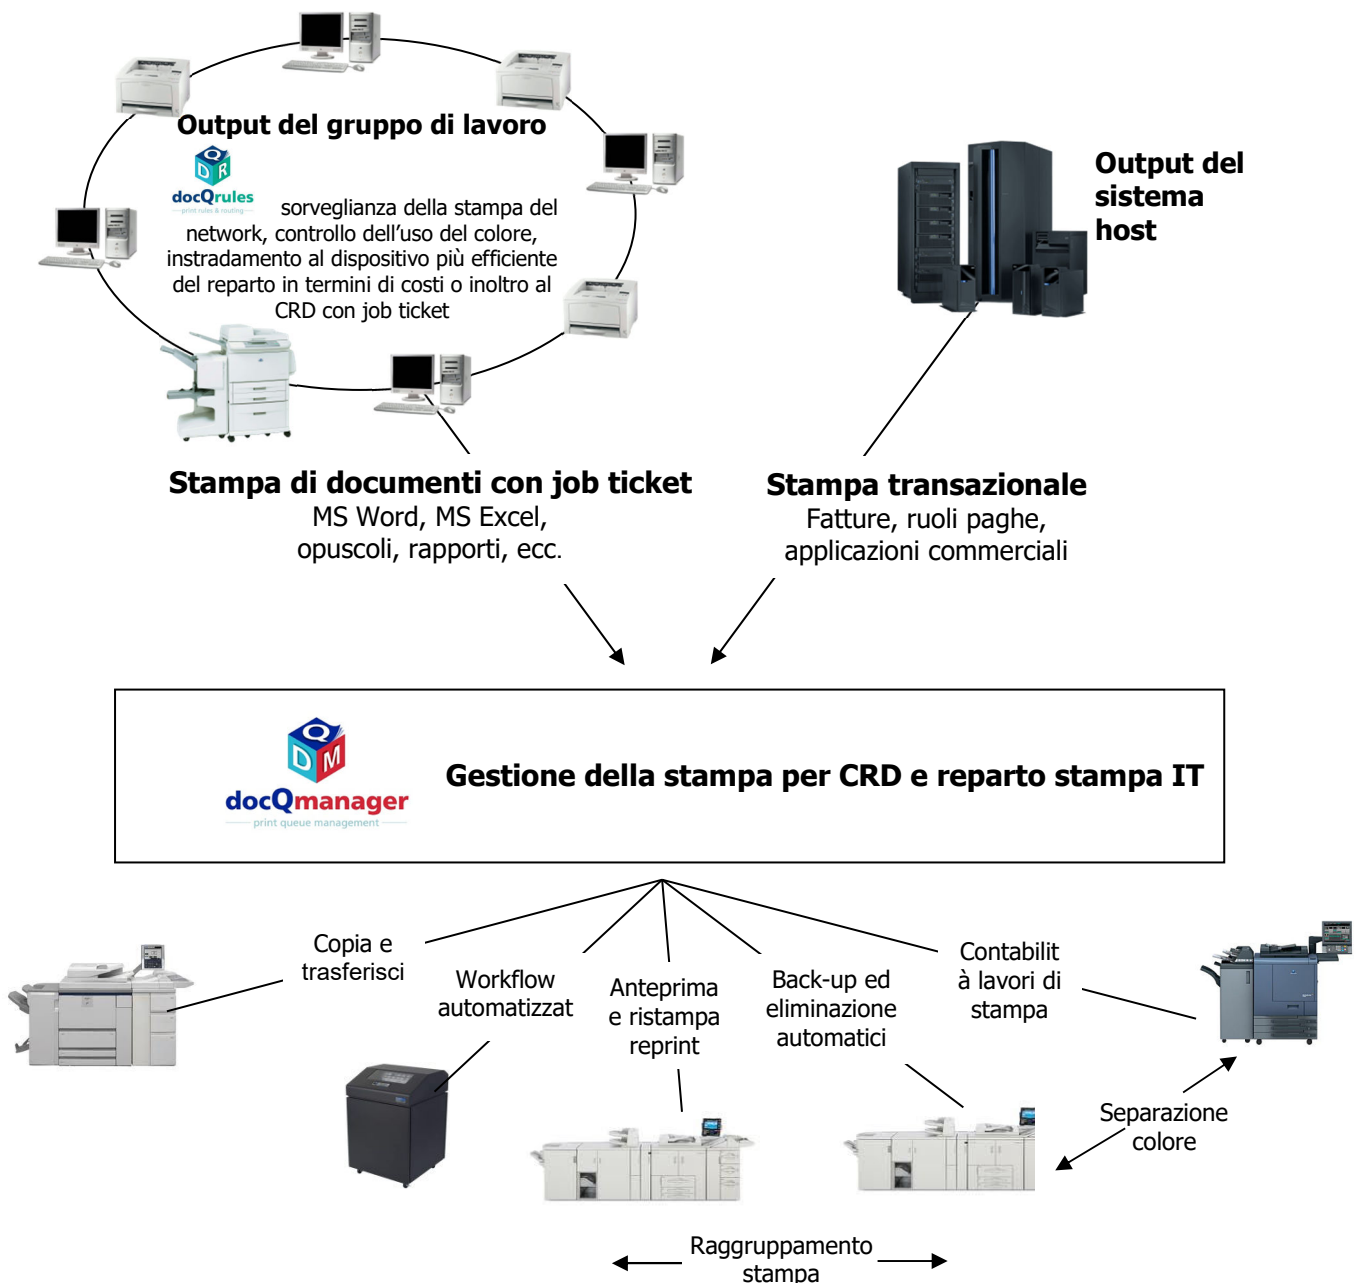 Output del gruppo di lavoro
Q
D R
docQrules
print rules & routing
sorveglianza della stampa del
network, controllo dell’uso del colore,
instradamento al dispositivo più efficiente
del reparto in termini di costi o inoltro al
CRD con job ticket
Output del
sistema
host
Stampa di documenti con job ticket
MS Word, MS Excel,
opuscoli, rapporti, ecc.
Stampa transazionale
Fatture, ruoli paghe,
applicazioni commerciali
Q
D M
docQmanager
print queue management
Gestione della stampa per CRD e reparto stampa IT
Copia e
trasferisci
Workflow
automatizzat
Anteprima
e ristampa
reprint
Back-up ed
eliminazione
automatici
Contabilit
à lavori di
stampa
Separazione
colore
Raggruppamento
stampa